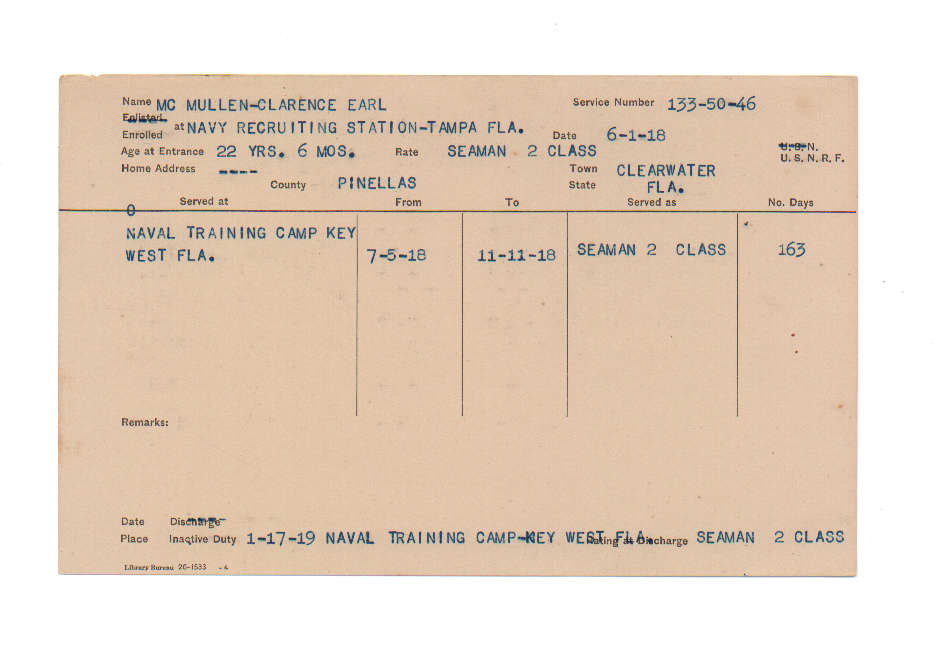 Name MC MULLEN-CLARENCE EARL Service Number 133-50-46
Enlisted
Enrolled at NAVY RECRUITING STATION-TAMPA FLA. Date 6-1-18
Age at Entrance 22 YRS. 6 MOS. Rate SEAMAN 2 CLASS U.S.N.
U.S.N.R.F.
Home Address ---- Town CLEARWATER
County PINELLAS State FLA.
Served at From To Served as No. Days
O
NAVAL TRAINING CAMP KEY
WEST FLA. 7-5-18 11-11-18 SEAMAN 2 CLASS 163
Remarks:
Date Discharge
Place Inaqtive Duty 1-17-19 NAVAL TRAINING CAMP-KEY WEST FLA. Rating at Discharge SEAMAN 2 CLASS
Library Bureau 26-1533 -4